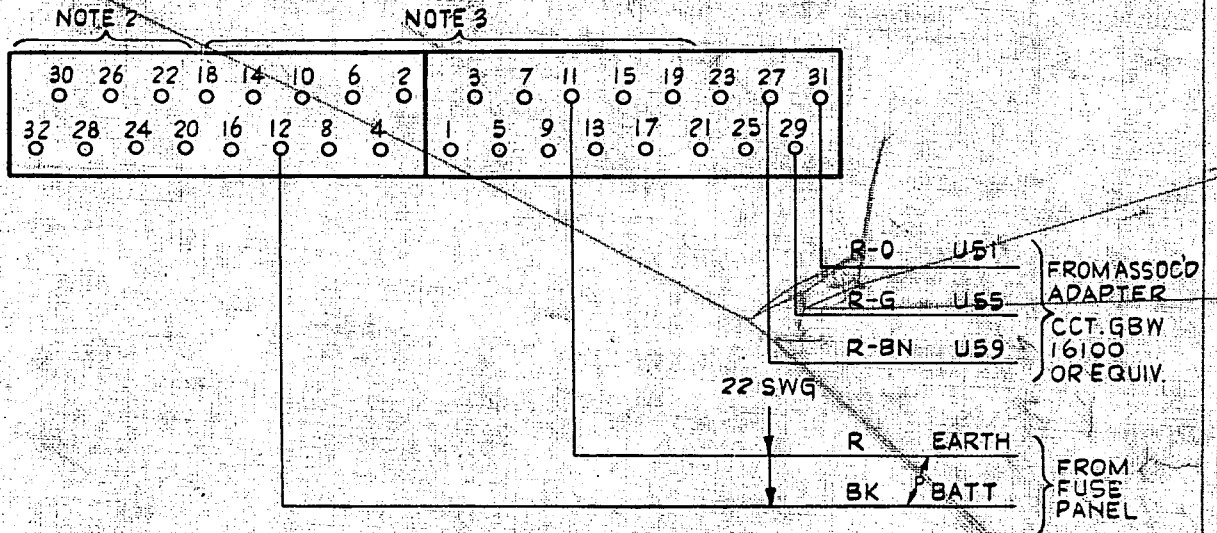 NOTE 2 NOTE 3
30 26 22 18 14 10 6 2 3 7 11 15 19 23 27 31
32 28 24 20 16 12 8 4 1 5 9 13 17 21 25 29
R-O U51
R-G U55
R-BN U59
FROM ASSOC'D
ADAPTER
CCT. GBW
16100
OR EQUIV.
22 SWG
R EARTH
P
BK BATT
FROM
FUSE
PANEL